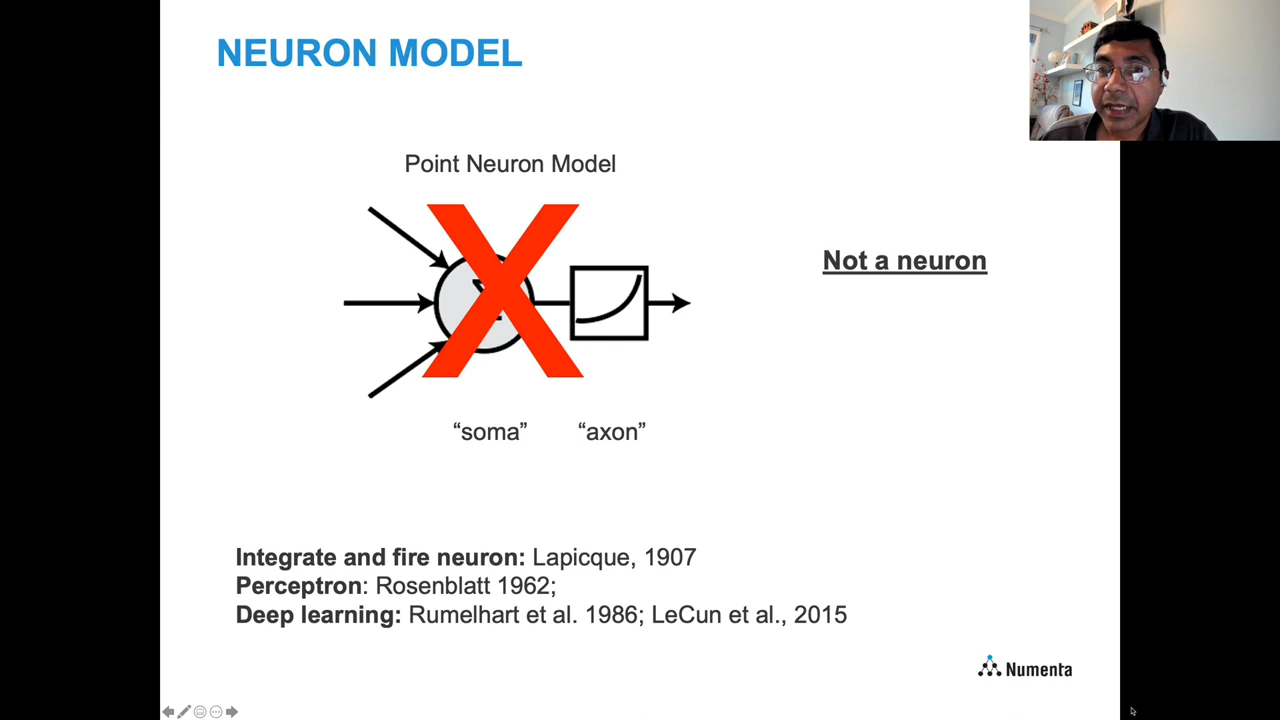 NEURON MODEL
Point Neuron Model
X
Not a neuron
“soma” “axon”
Integrate and fire neuron: Lapicque, 1907
Perceptron: Rosenblatt 1962;
Deep learning: Rumelhart et al. 1986; LeCun et al., 2015
Numenta